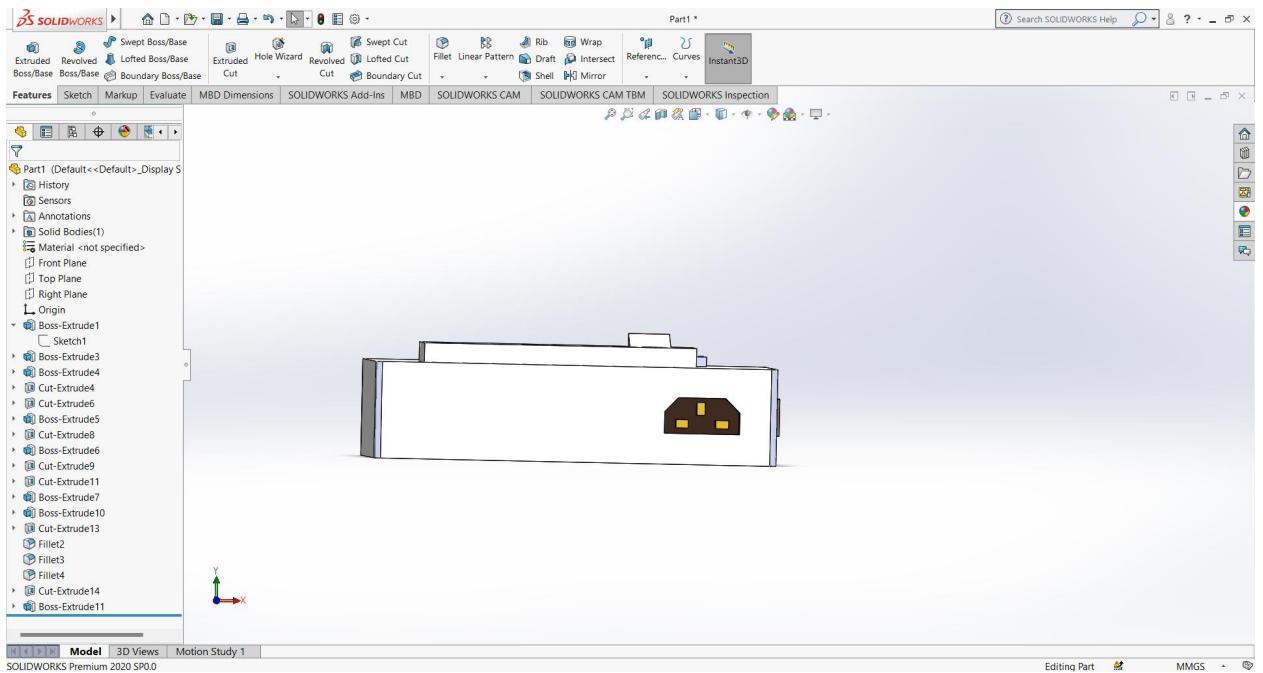 SOLIDWORKS
Part1 *
Search SOLIDWORKS Help
Extruded Boss/Base
Revolved Boss/Base
Swept Boss/Base
Lofted Boss/Base
Boundary Boss/Base
Extruded Cut
Hole Wizard
Revolved Cut
Swept Cut
Lofted Cut
Boundary Cut
Fillet
Linear Pattern
Rib
Draft
Shell
Wrap
Intersect
Mirror
Referenc...
Curves
Instant3D
Features Sketch Markup Evaluate MBD Dimensions SOLIDWORKS Add-Ins MBD SOLIDWORKS CAM SOLIDWORKS CAM TBM SOLIDWORKS Inspection
Part1 (Default<<Default>_Display S
History
Sensors
Annotations
Solid Bodies(1)
Material <not specified>
Front Plane
Top Plane
Right Plane
Origin
Boss-Extrude1
Sketch1
Boss-Extrude3
Boss-Extrude4
Cut-Extrude4
Cut-Extrude6
Boss-Extrude5
Cut-Extrude8
Boss-Extrude6
Cut-Extrude9
Cut-Extrude11
Boss-Extrude7
Boss-Extrude10
Cut-Extrude13
Fillet2
Fillet3
Fillet4
Cut-Extrude14
Boss-Extrude11
Y
X
Model 3D Views Motion Study 1
SOLIDWORKS Premium 2020 SP0.0
Editing Part
MMGS